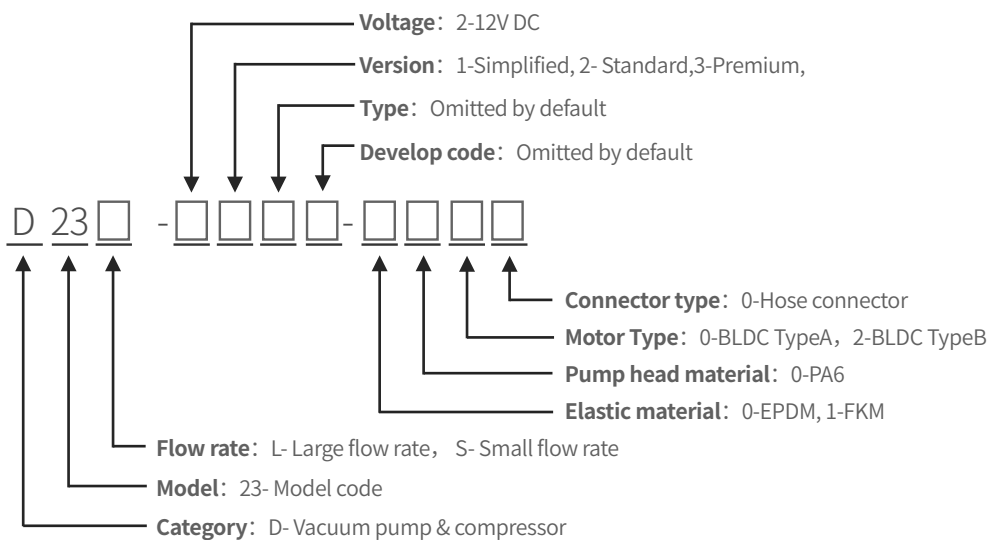 Voltage：2-12V DC
Version：1-Simplified, 2- Standard,3-Premium,
Type：Omitted by default
Develop code：Omitted by default
D 23□ -□□□□-□□□□
Connector type：0-Hose connector
Motor Type：0-BLDC TypeA，2-BLDC TypeB
Pump head material：0-PA6
Elastic material：0-EPDM, 1-FKM
Flow rate：L- Large flow rate， S- Small flow rate
Model：23- Model code
Category：D- Vacuum pump & compressor